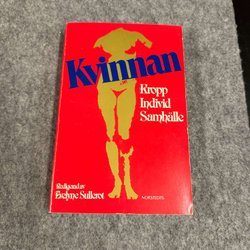 Kvinnan
Kropp
Individ
Samhälle
Redigerad av
Evelyne Sullerot
NORSTEDTS